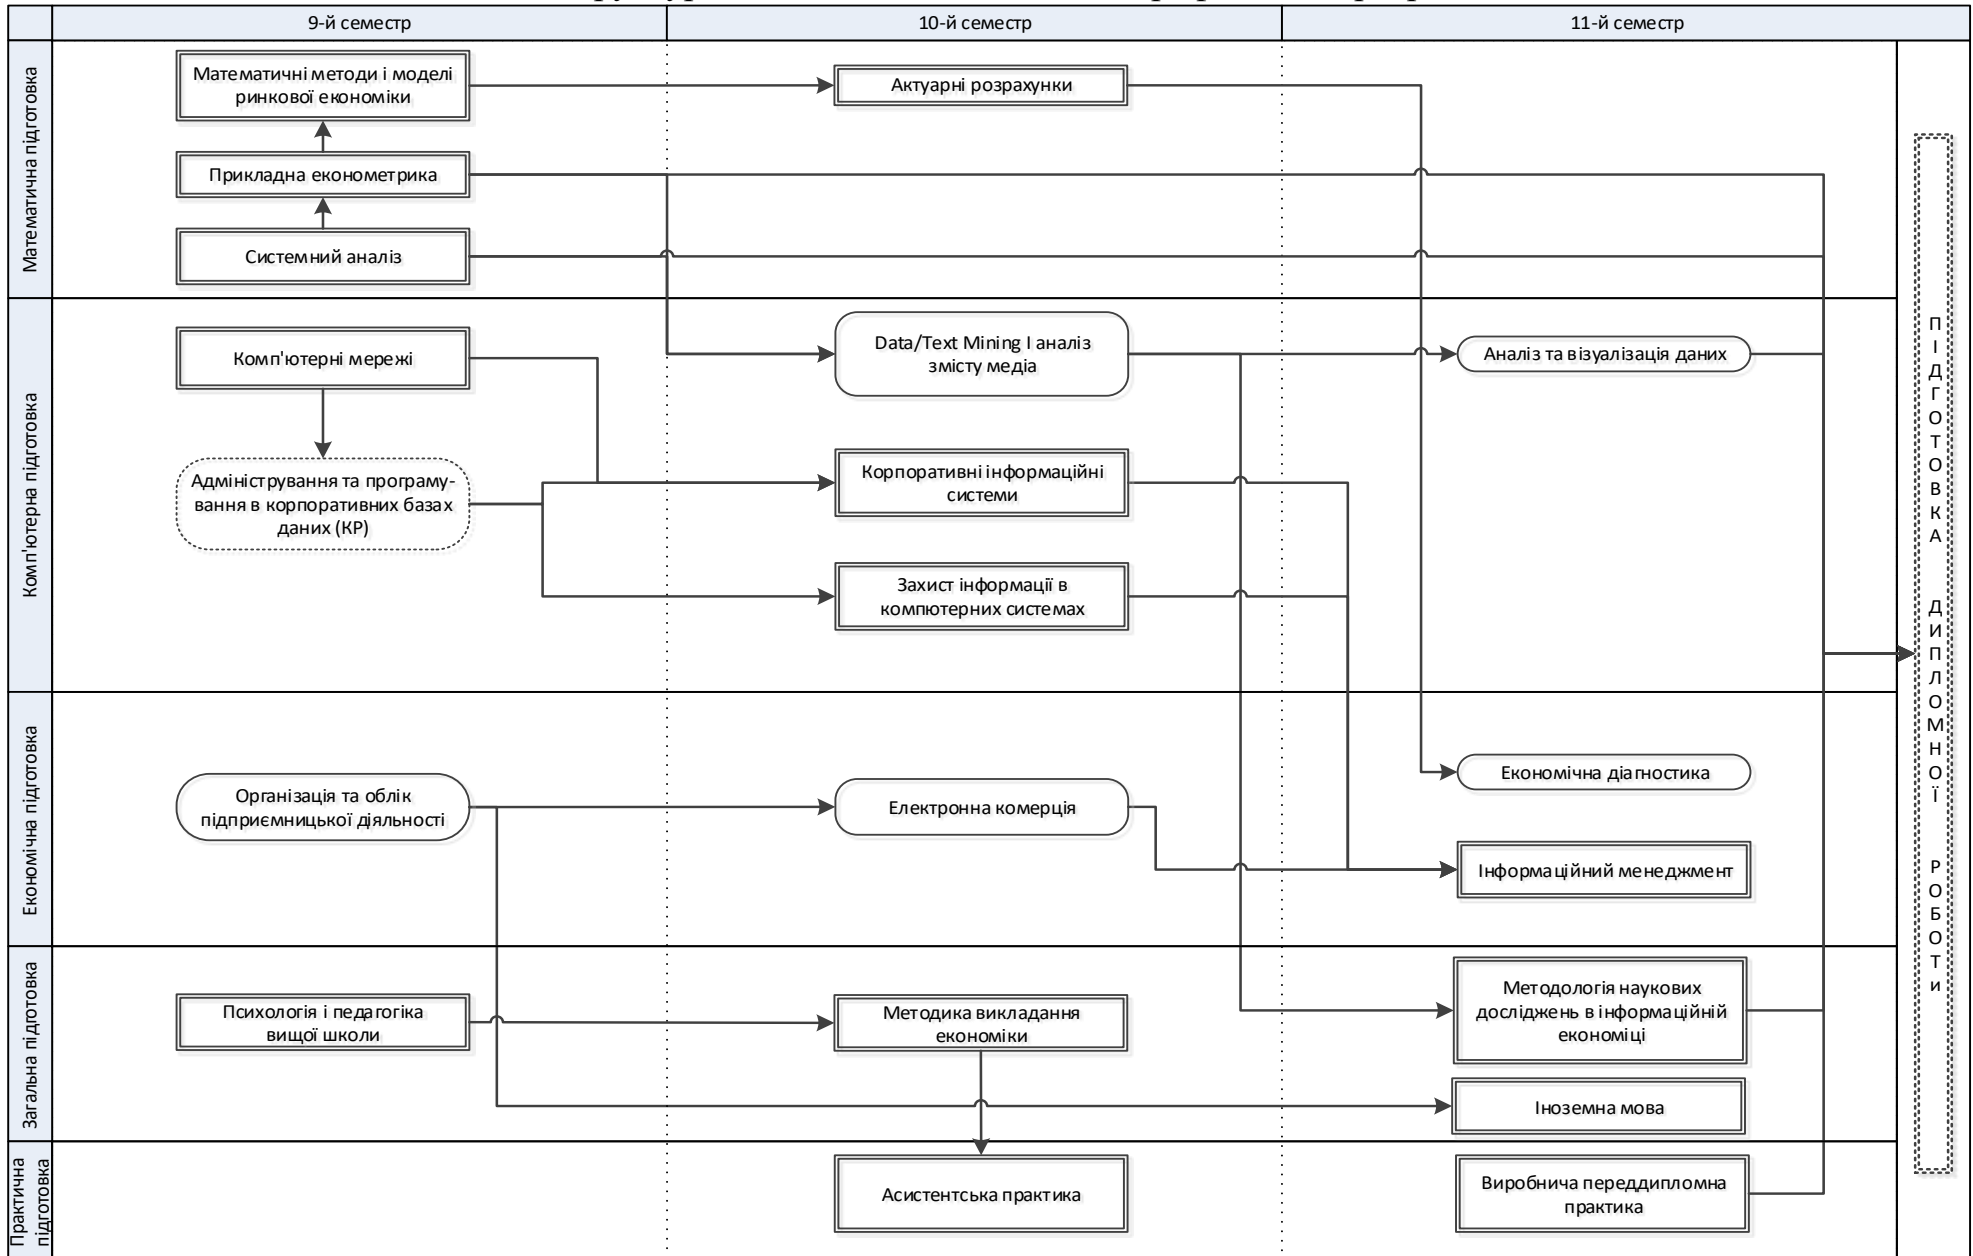 9-й семестр
10-й семестр
11-й семестр
Математична підготовка
Математичні методи і моделі
ринкової економіки
Актуарні розрахунки
Прикладна економетрика
Системний аналіз
Комп'ютерна підготовка
Комп'ютерні мережі
Data/Text Mining I аналіз
змісту медіа
Аналіз та візуалізація даних
Адміністрування та програму-
вання в корпоративних базах
даних (КР)
Корпоративні інформаційні
системи
Захист інформації в
компютерних системах
Економічна підготовка
Організація та облік
підприємницької діяльності
Електронна комерція
Економічна діагностика
Інформаційний менеджмент
Загальна підготовка
Психологія і педагогіка
вищої школи
Методика викладання
економіки
Методологія наукових
досліджень в інформаційній
економіці
Іноземна мова
Практична
підготовка
Асистентська практика
Виробнича переддипломна
практика
ПІДГОТОВКА ДИПЛОМНОЇ РОБОТи